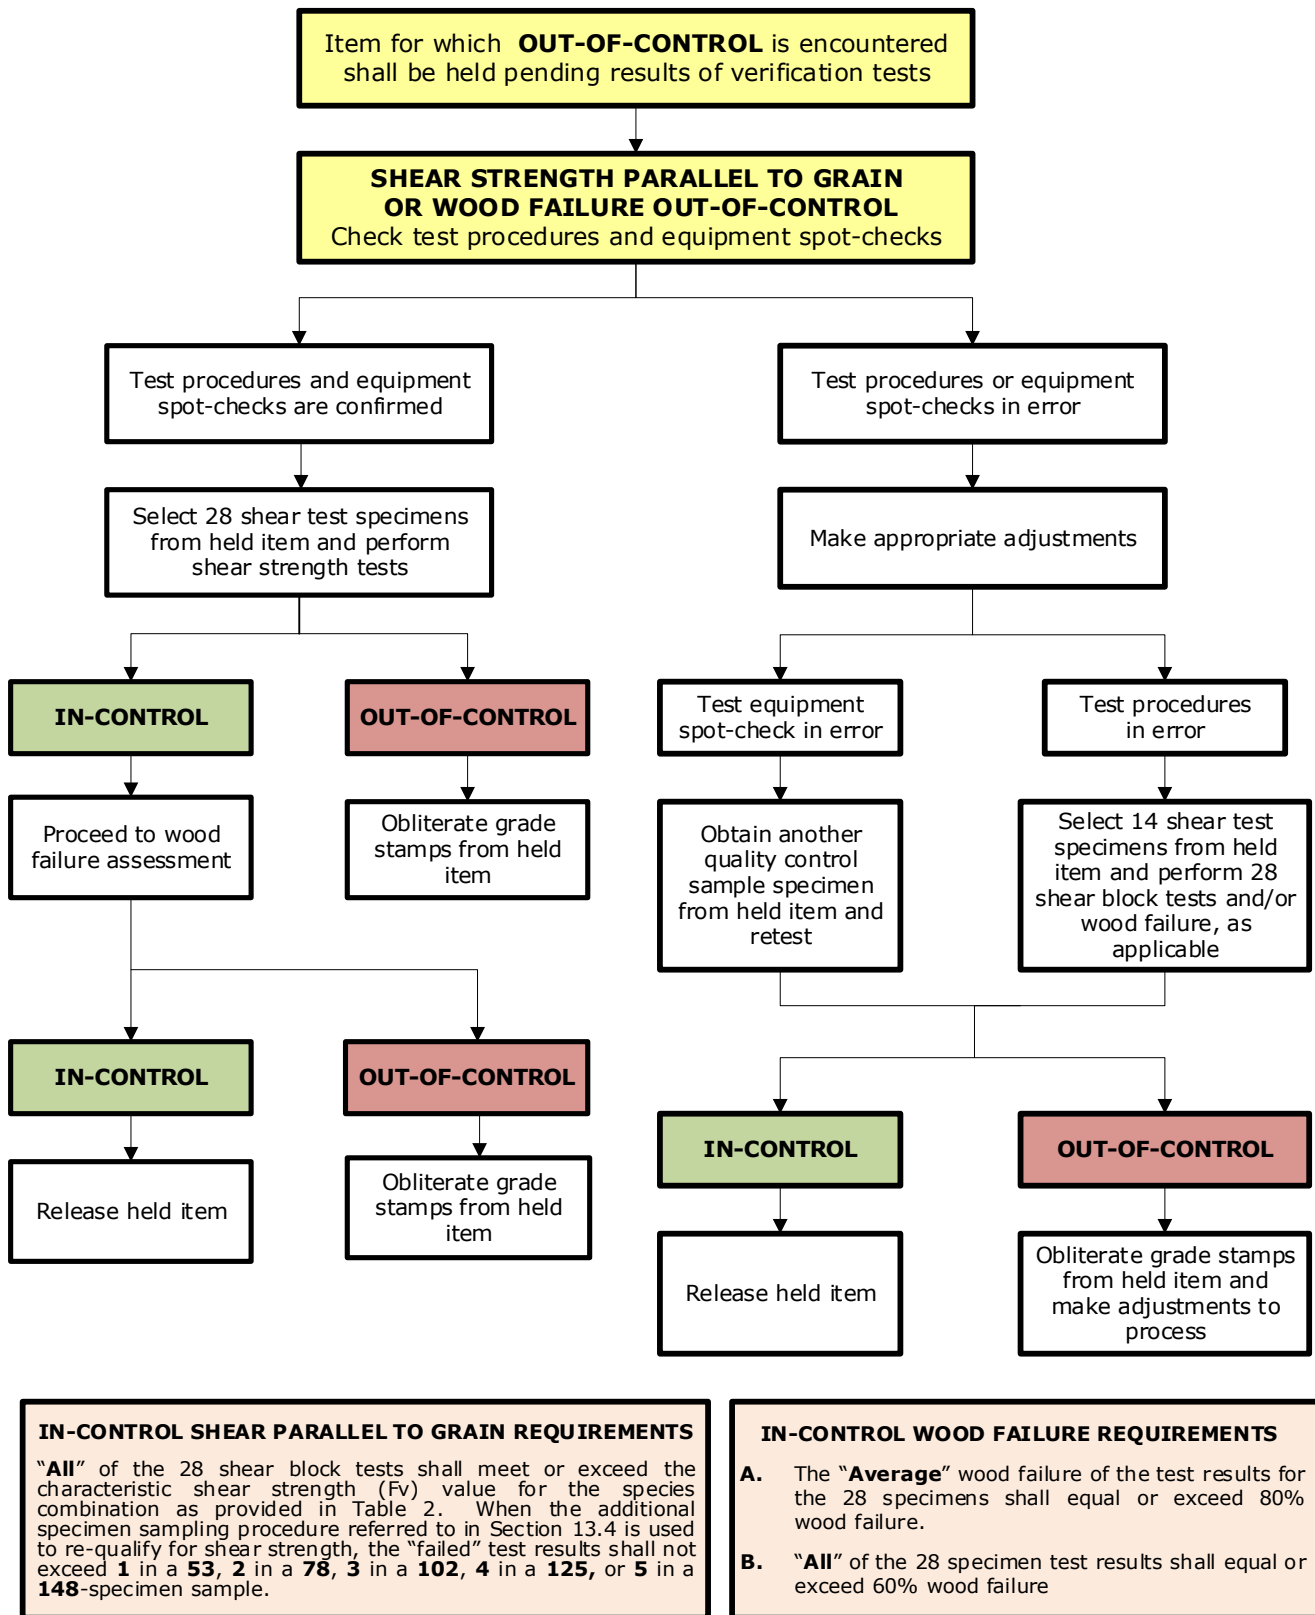 Item for which OUT-OF-CONTROL is encountered
shall be held pending results of verification tests
SHEAR STRENGTH PARALLEL TO GRAIN
OR WOOD FAILURE OUT-OF-CONTROL
Check test procedures and equipment spot-checks
Test procedures and equipment
spot-checks are confirmed
Test procedures or equipment
spot-checks in error
Select 28 shear test specimens
from held item and perform
shear strength tests
Make appropriate adjustments
IN-CONTROL
OUT-OF-CONTROL
Test equipment
spot-check in error
Test procedures
in error
Proceed to wood
failure assessment
Obliterate grade
stamps from held
item
Obtain another
quality control
sample specimen
from held item and
retest
Select 14 shear test
specimens from held
item and perform 28
shear block tests and/or
wood failure, as
applicable
IN-CONTROL
OUT-OF-CONTROL
IN-CONTROL
OUT-OF-CONTROL
Release held item
Obliterate grade
stamps from held
item
Release held item
Obliterate grade stamps
from held item and
make adjustments to
process
IN-CONTROL SHEAR PARALLEL TO GRAIN REQUIREMENTS
"All" of the 28 shear block tests shall meet or exceed the
characteristic shear strength (Fv) value for the species
combination as provided in Table 2. When the additional
specimen sampling procedure referred to in Section 13.4 is used
to re-qualify for shear strength, the "failed" test results shall not
exceed 1 in a 53, 2 in a 78, 3 in a 102, 4 in a 125, or 5 in a
148-specimen sample.
IN-CONTROL WOOD FAILURE REQUIREMENTS
A. The "Average" wood failure of the test results for
the 28 specimens shall equal or exceed 80%
wood failure.
B. "All" of the 28 specimen test results shall equal or
exceed 60% wood failure